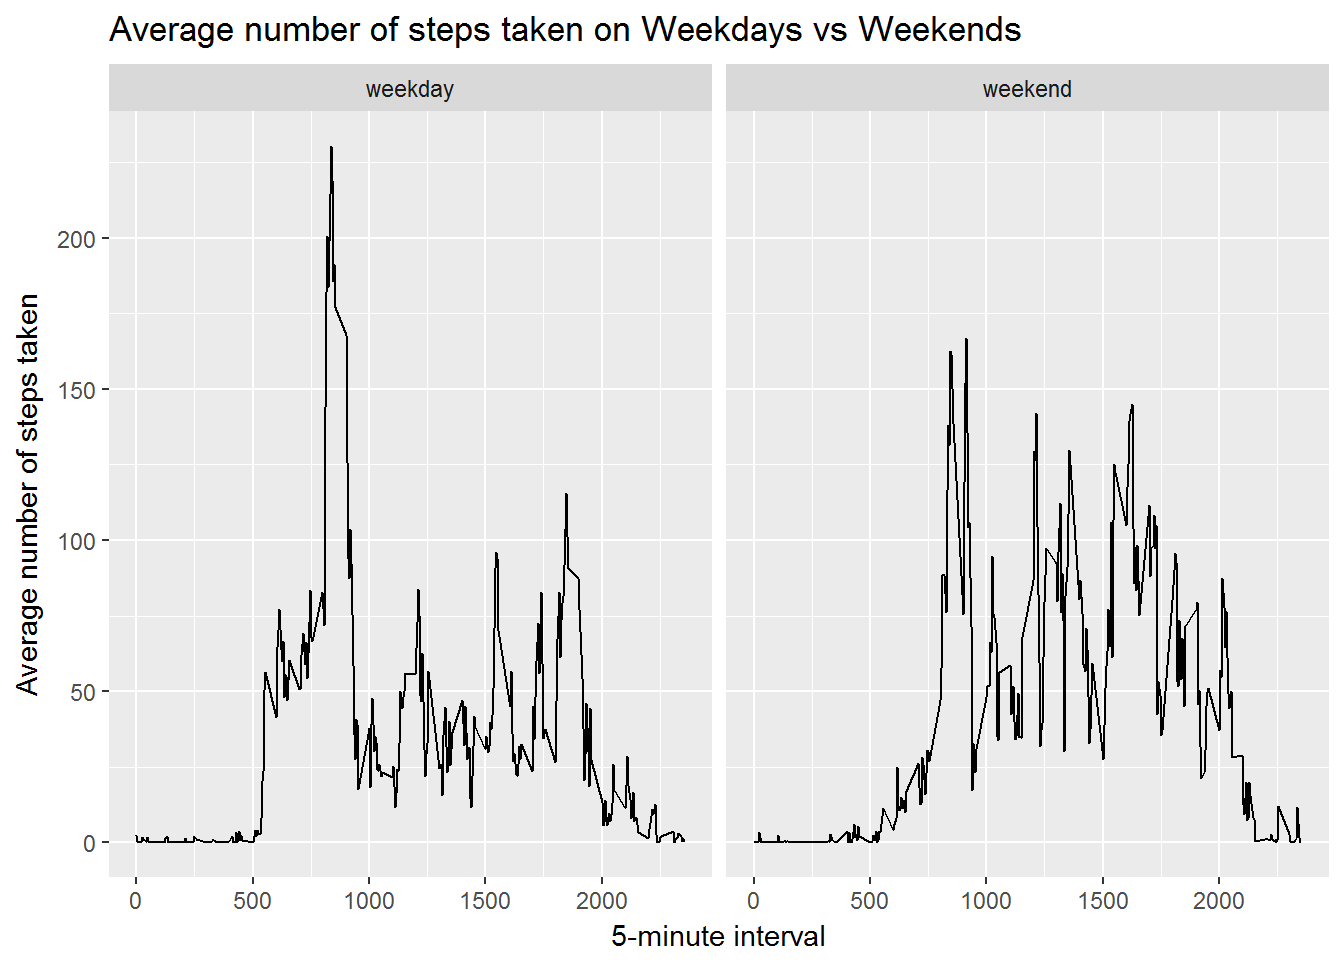 Average number of steps taken on Weekdays vs Weekends
weekday
weekend
Average number of steps taken
200
150
100
50
0
0 500 1000 1500 2000
0 500 1000 1500 2000
5-minute interval